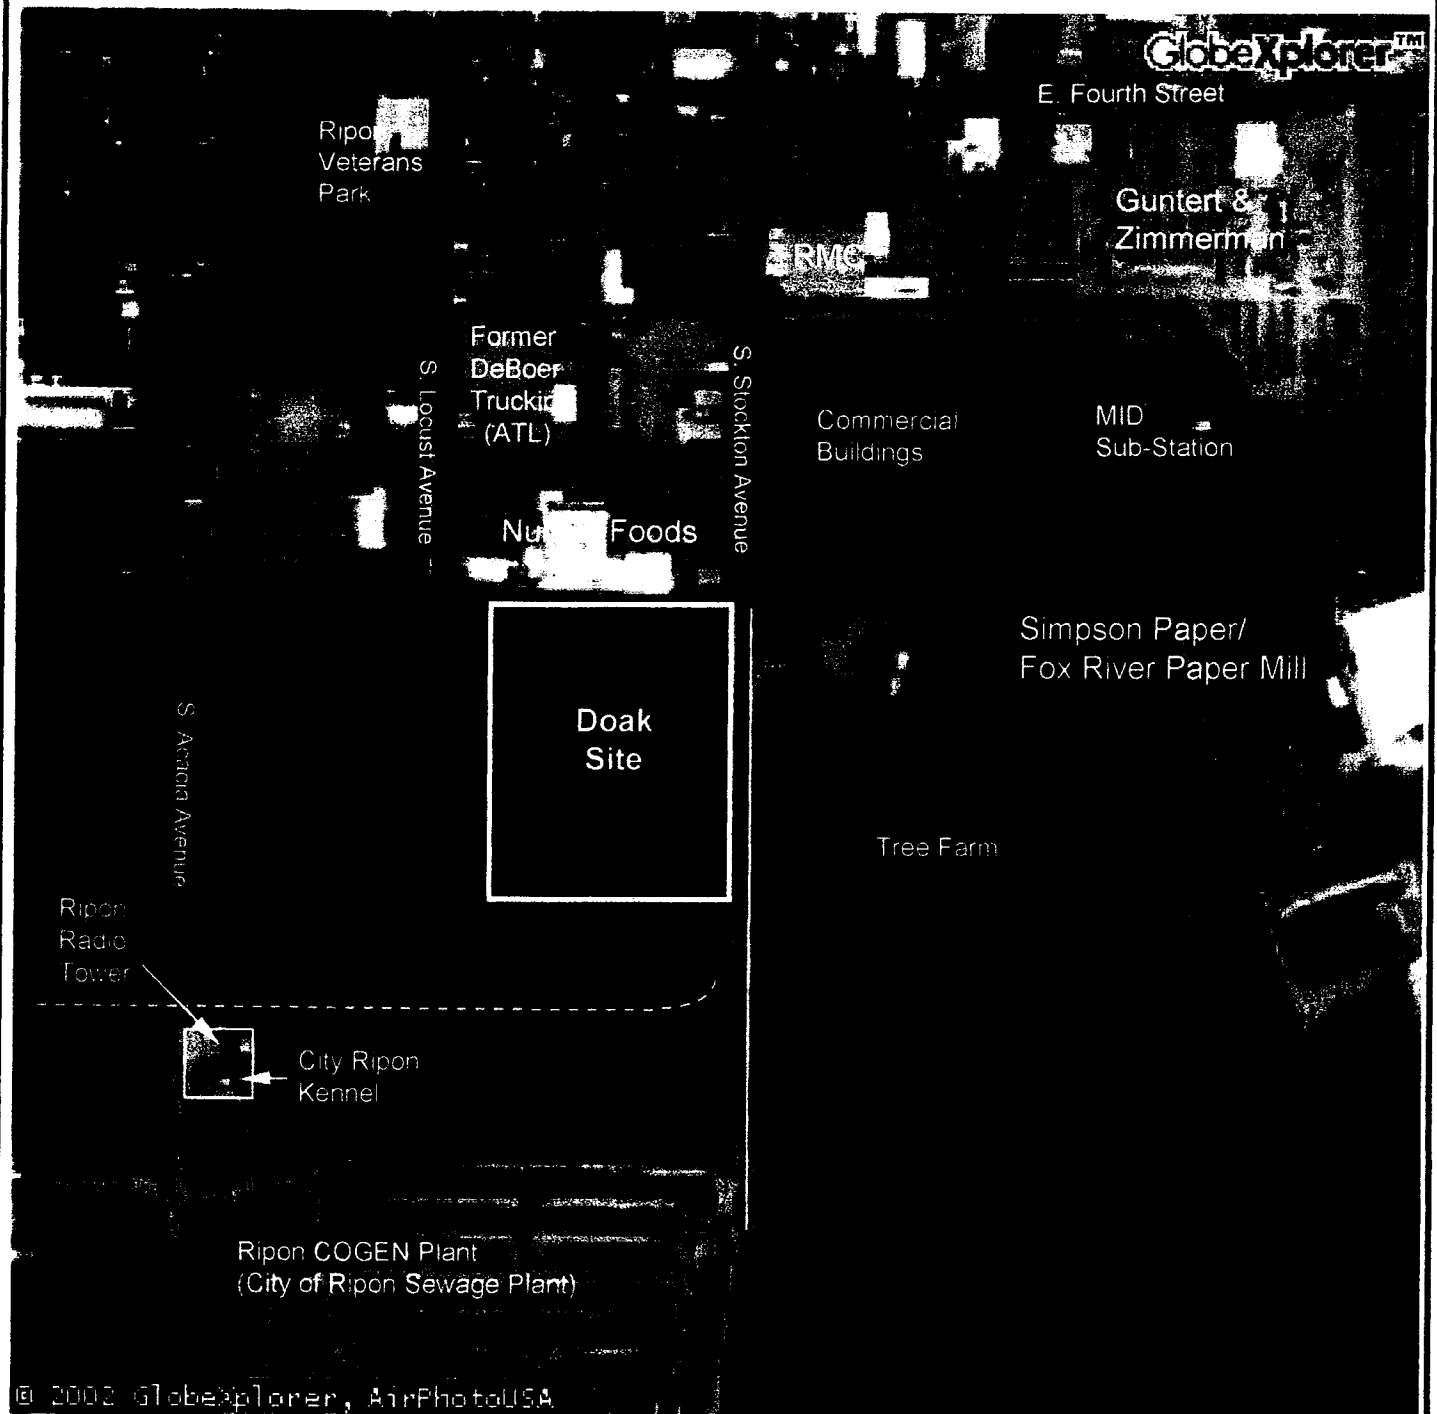 GlobeXplorer™
E. Fourth Street
Ripon
Veterans
Park
Guntert &
Zimmerman
RMC
Former
DeBoer
Trucking
(ATL)
S. Locust Avenue
S. Stockton Avenue
Commercial
Buildings
MID
Sub-Station
Foods
Simpson Paper/
Fox River Paper Mill
Doak
Site
S. Acacia Avenue
Tree Farm
Ripon
Radio
Tower
City Ripon
Kennel
Ripon COGEN Plant
(City of Ripon Sewage Plant)
© 2002 GlobeXplorer, AirPhotoUSA